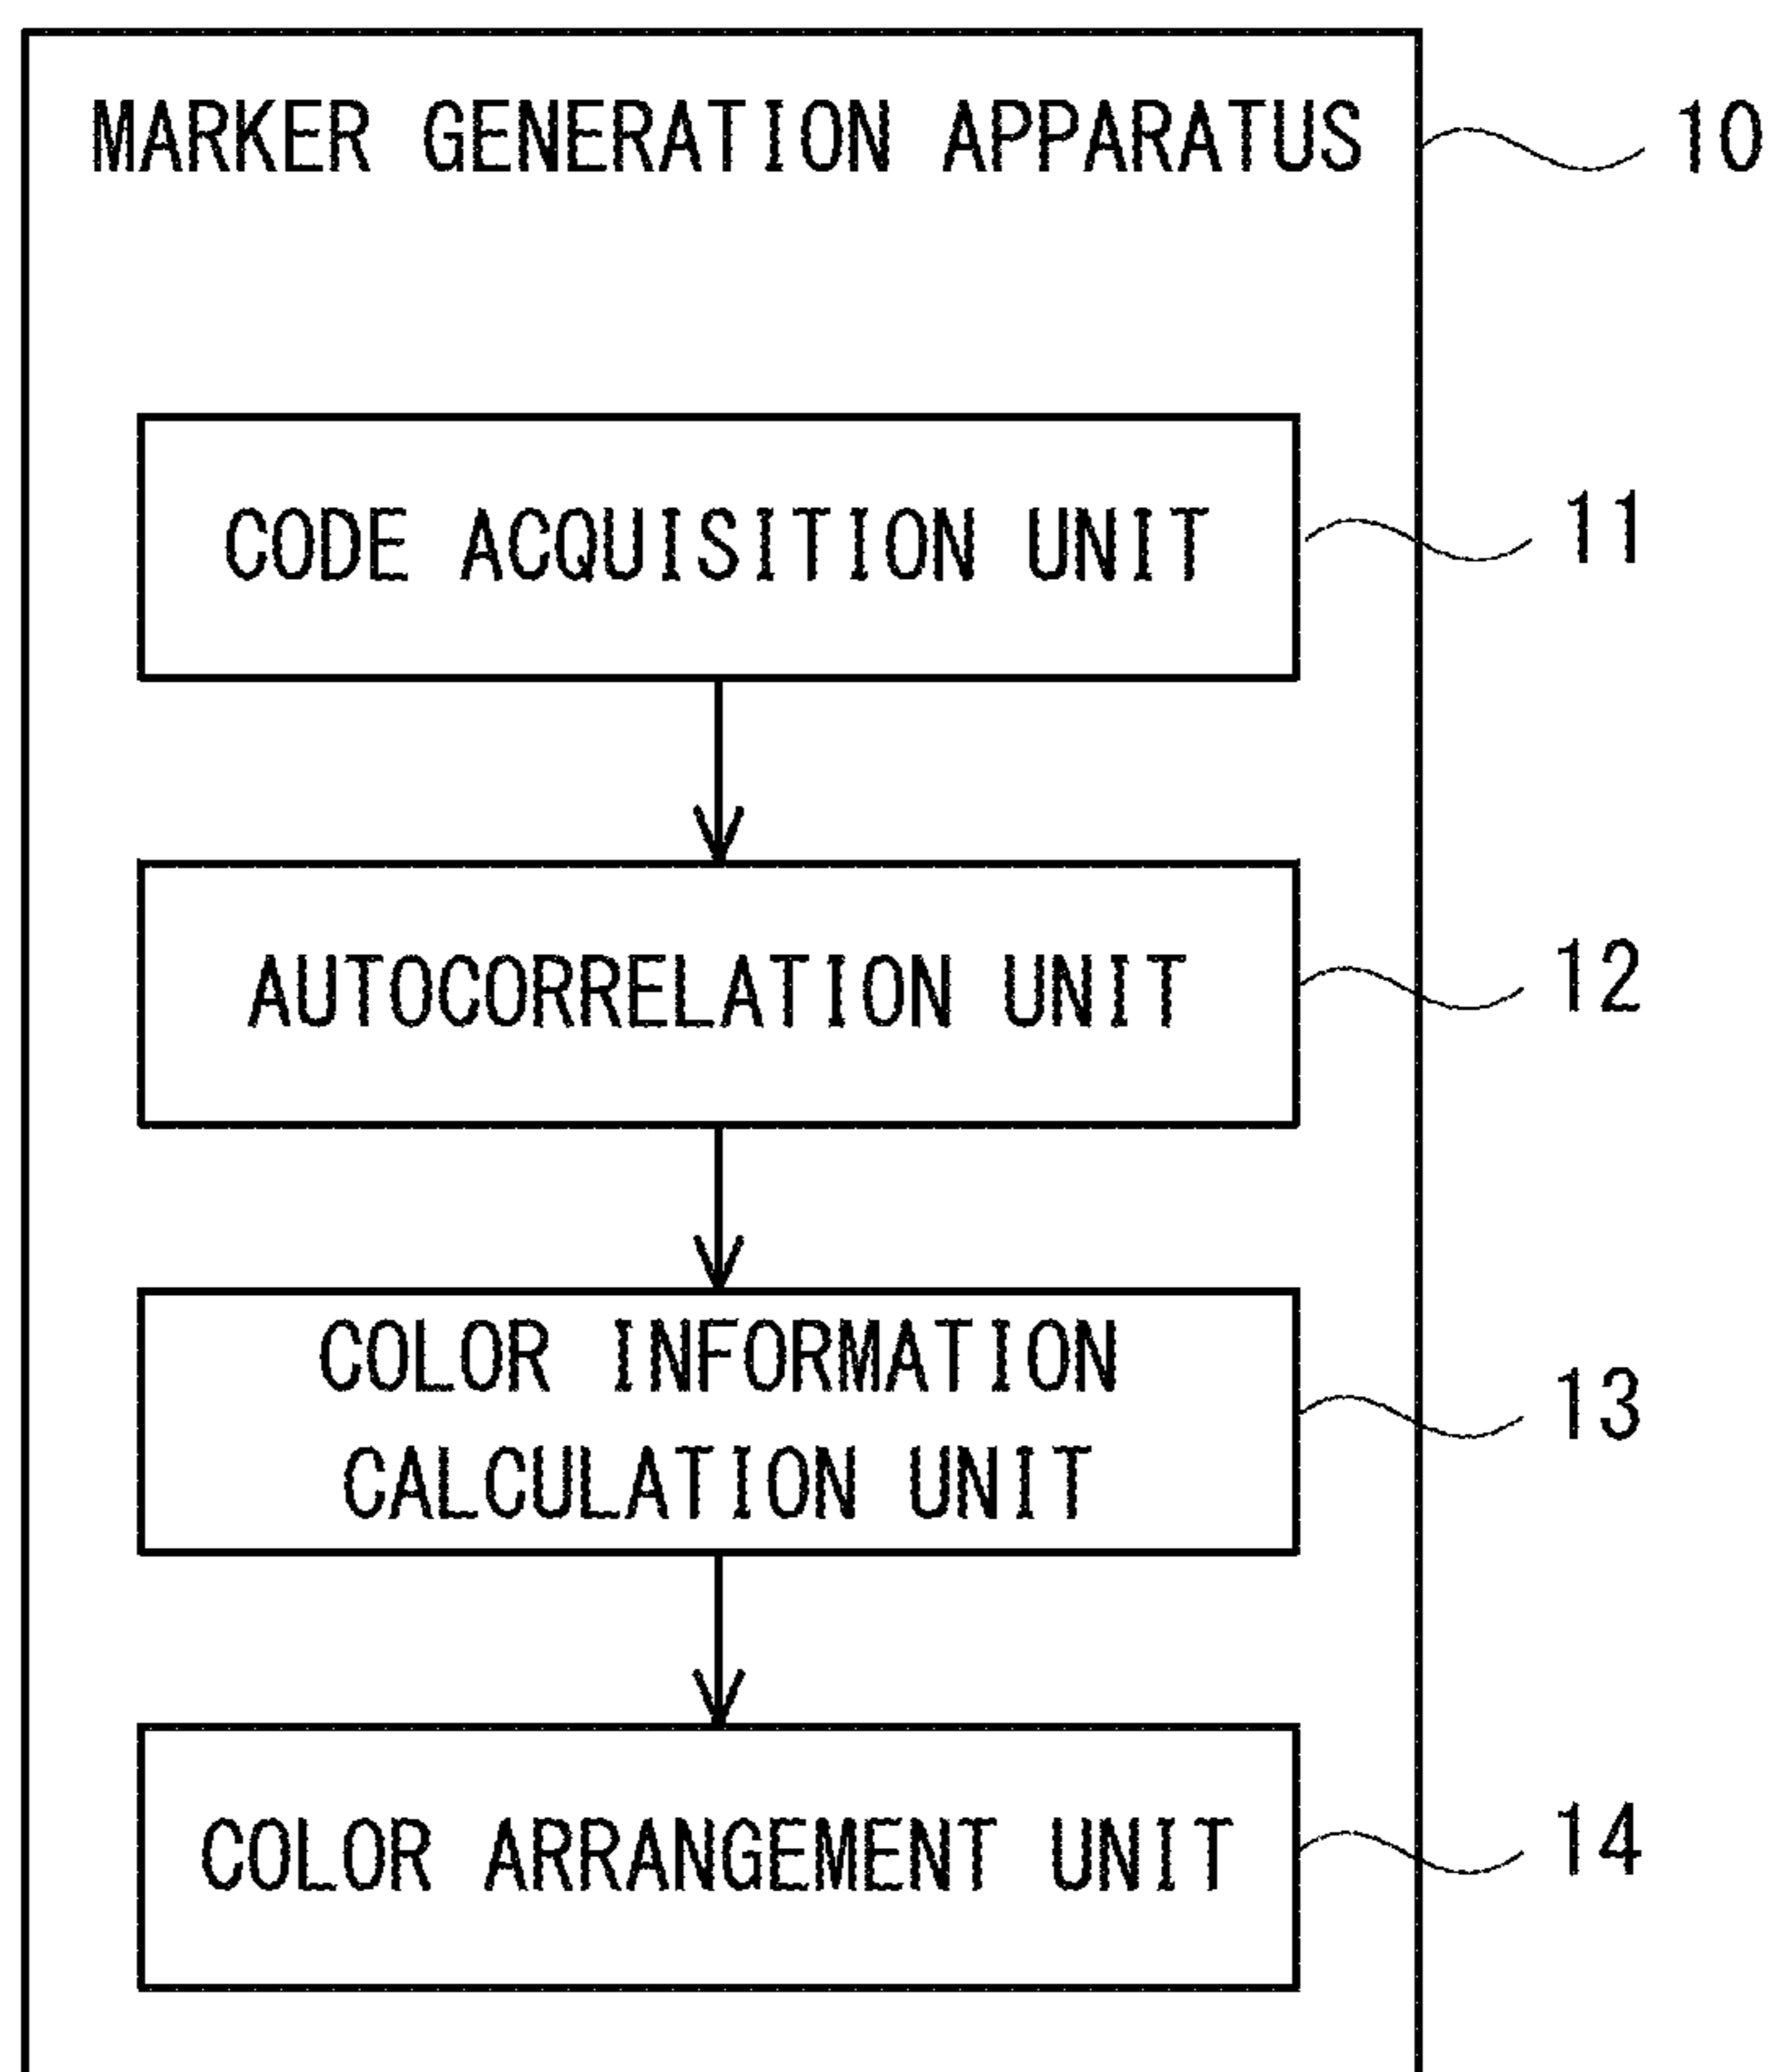 MARKER GENERATION APPARATUS
10
CODE ACQUISITION UNIT
11
AUTOCORRELATION UNIT
12
COLOR INFORMATION
CALCULATION UNIT
13
COLOR ARRANGEMENT UNIT
14